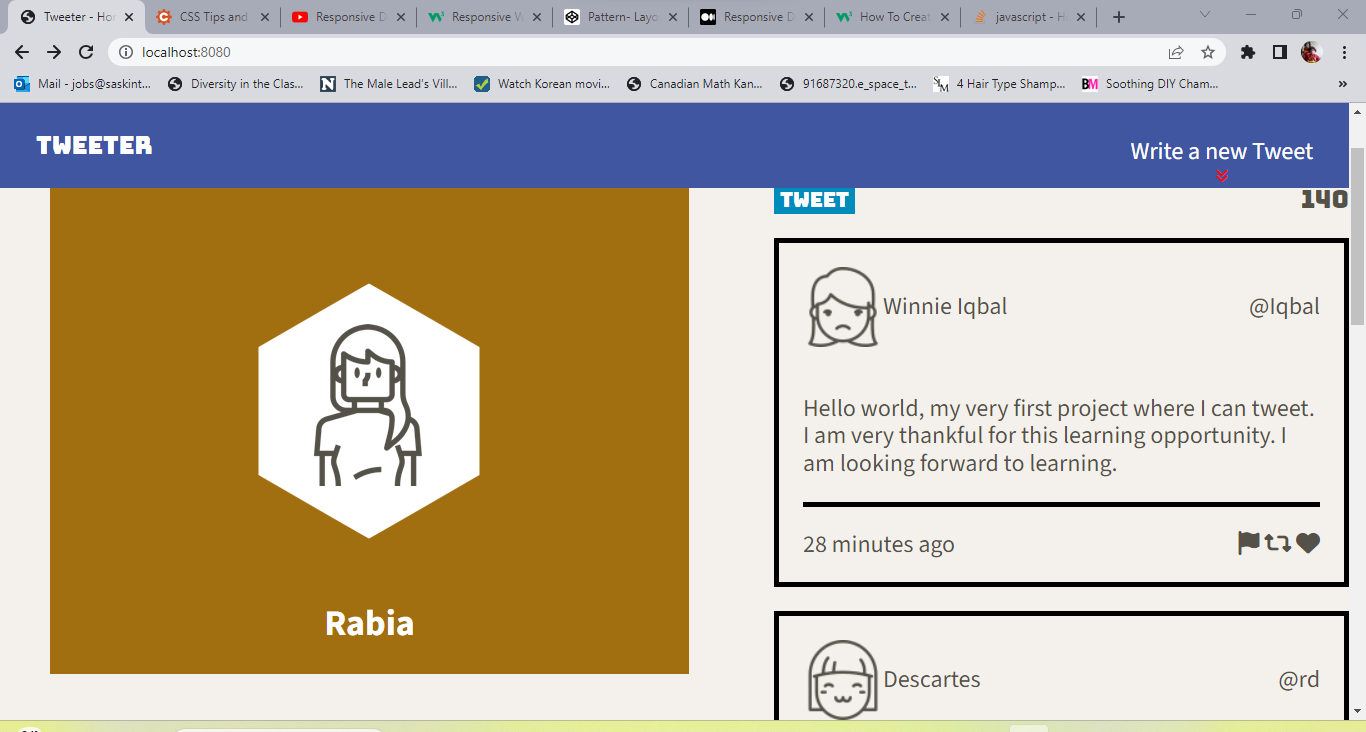 Tweeter - Hor
CSS Tips and
Responsive D
Responsive W
Pattern- Layo
Responsive D
How To Creat
javascript - H
localhost:8080
Mail - jobs@saskint...
Diversity in the Clas...
The Male Lead's Vill...
Watch Korean movi...
Canadian Math Kan...
91687320.e_space_t...
4 Hair Type Shamp...
BM Soothing DIY Cham...
TWEETER
Write a new Tweet
TWEET
140
Rabia
Winnie Iqbal
@Iqbal
Hello world, my very first project where I can tweet.
I am very thankful for this learning opportunity. I
am looking forward to learning.
28 minutes ago
Descartes
@rd